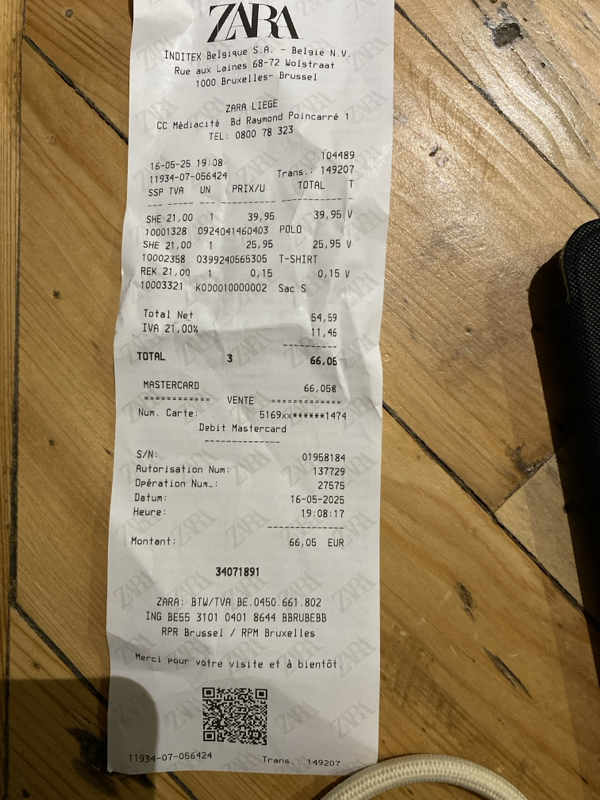 ZARA
INDITEX Belgique S.A. - België N.V.
Rue aux Laines 68-72 Wolstraat
1000 Bruxelles- Brussel
ZARA LIEGE
CC Médiacité Bd Raymond Poincarré 1
TEL: 0800 78 323
16-05-25 19:08 104489
11934-07-056424 Trans.: 149207
SSP TVA UN PRIX/U TOTAL T
SHE 21,00 1 39,95 39,95 V
10001328 0924041460403 POLO
SHE 21,00 1 25,95 25,95 V
10002358 0399240565305 T-SHIRT
REK 21,00 1 0,15 0,15 V
10003321 K000010000002 Sac S
Total Net 54,59
IVA 21,00% 11,46
TOTAL 3 66,05
MASTERCARD 66,05€
============ VENTE ============
Num. Carte: 5169xx******1474
Debit Mastercard
S/N: 01958184
Autorisation Num: 137729
Opération Num.: 27575
Datum: 16-05-2025
Heure: 19:08:17
Montant: 66,05 EUR
34071891
ZARA: BTW/TVA BE.0450.661.802
ING BE55 3101 0401 8644 BBRUBEBB
RPR Brussel / RPM Bruxelles
Merci pour votre visite et à bientôt.
11934-07-056424 Trans.: 149207